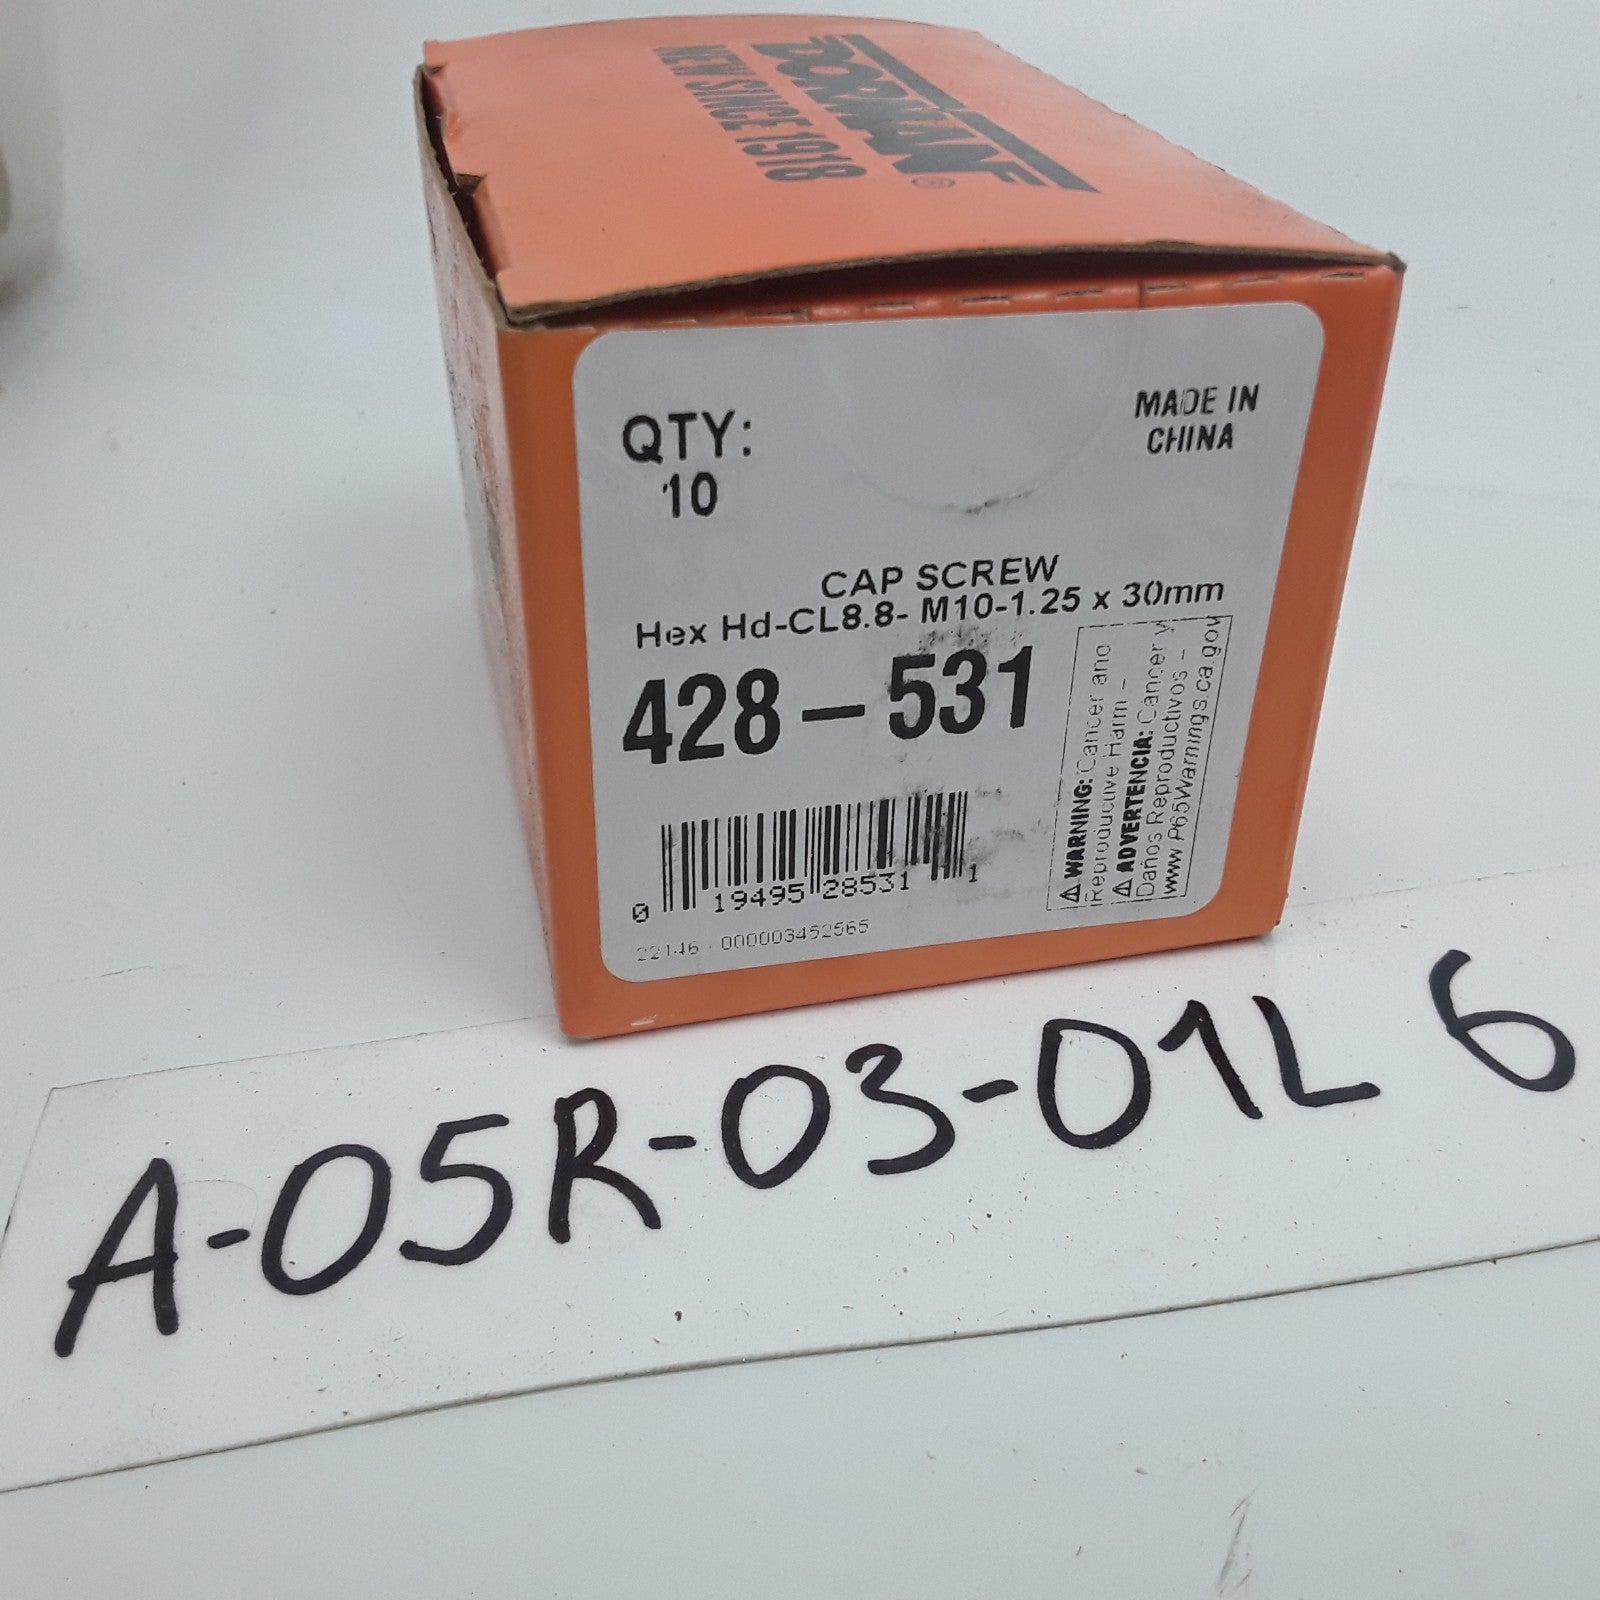 DORMAN®
NEW SINCE 1918
QTY:
10
MADE IN
CHINA
CAP SCREW
Hex Hd-CL8.8- M10-1.25 x 30mm
428-531
0 19495 28531 1
22146 - 000003452565
⚠ WARNING: Cancer and
Reproductive Harm -
⚠ ADVERTENCIA: Cancer y
Daños Reproductivos -
www.P65Warnings.ca.gov
A-05R-03-01L 6